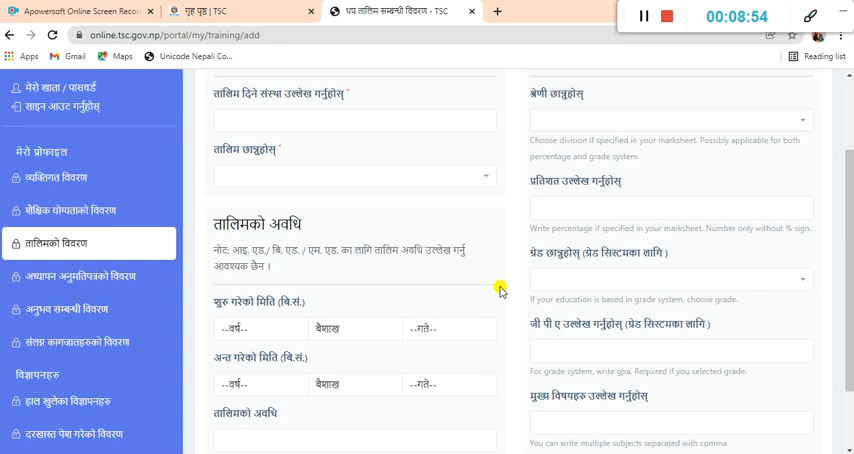 Apowersoft Online Screen Recor
गृह पृष्ठ | TSC
थप तालिम सम्बन्धी विवरण - TSC
00:08:54
online.tsc.gov.np/portal/my/training/add
Apps
Gmail
Maps
Unicode Nepali Co...
Reading list
मेरो खाता / पासवर्ड
साइन आउट गर्नुहोस्
मेरो प्रोफाइल
व्यक्तिगत विवरण
शैक्षिक योग्यताको विवरण
तालिमको विवरण
अध्यापन अनुमतिपत्रको विवरण
अनुभव सम्बन्धी विवरण
संलग्न कागजातहरुको विवरण
विज्ञापनहरु
हाल खुलेका विज्ञापनहरु
दरखास्त पेश गरेको विवरण
तालिम दिने संस्था उल्लेख गर्नुहोस् *
तालिम छान्नुहोस् *
तालिमको अवधि
नोट: आइ. एड./ बि. एड. / एम. एड. का लागि तालिम अवधि उल्लेख गर्नु
आवश्यक छैन ।
शुरु गरेको मिति (बि.सं.)
--वर्ष-- बैशाख --गते--
अन्त गरेको मिति (बि.सं.)
--वर्ष-- बैशाख --गते--
तालिमको अवधि
श्रेणी छान्नुहोस्
Choose division if specified in your marksheet. Possibly applicable for both
percentage and grade system.
प्रतिशत उल्लेख गर्नुहोस्
Write percentage if specified in your marksheet. Number only without % sign.
ग्रेड छान्नुहोस् (ग्रेड सिस्टमका लागि )
If your education is based in grade system, choose grade.
जी पी ए उल्लेख गर्नुहोस् (ग्रेड सिस्टमका लागि )
For grade system, write gpa. Required if you selected grade.
मुख्य विषयहरु उल्लेख गर्नुहोस्
You can write multiple subjects separated with comma